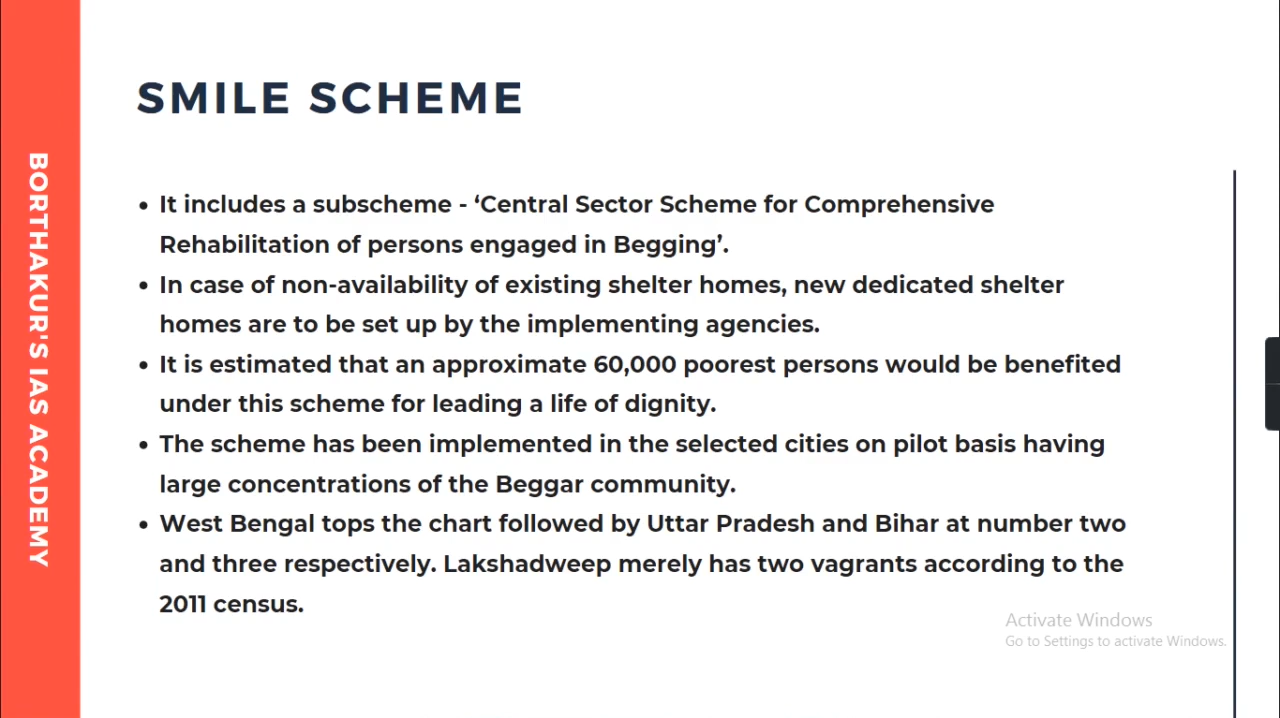 BORTHAKUR'S IAS ACADEMY
SMILE SCHEME
• It includes a subscheme - ‘Central Sector Scheme for Comprehensive
Rehabilitation of persons engaged in Begging’.
• In case of non-availability of existing shelter homes, new dedicated shelter
homes are to be set up by the implementing agencies.
• It is estimated that an approximate 60,000 poorest persons would be benefited
under this scheme for leading a life of dignity.
• The scheme has been implemented in the selected cities on pilot basis having
large concentrations of the Beggar community.
• West Bengal tops the chart followed by Uttar Pradesh and Bihar at number two
and three respectively. Lakshadweep merely has two vagrants according to the
2011 census.
Activate Windows
Go to Settings to activate Windows.